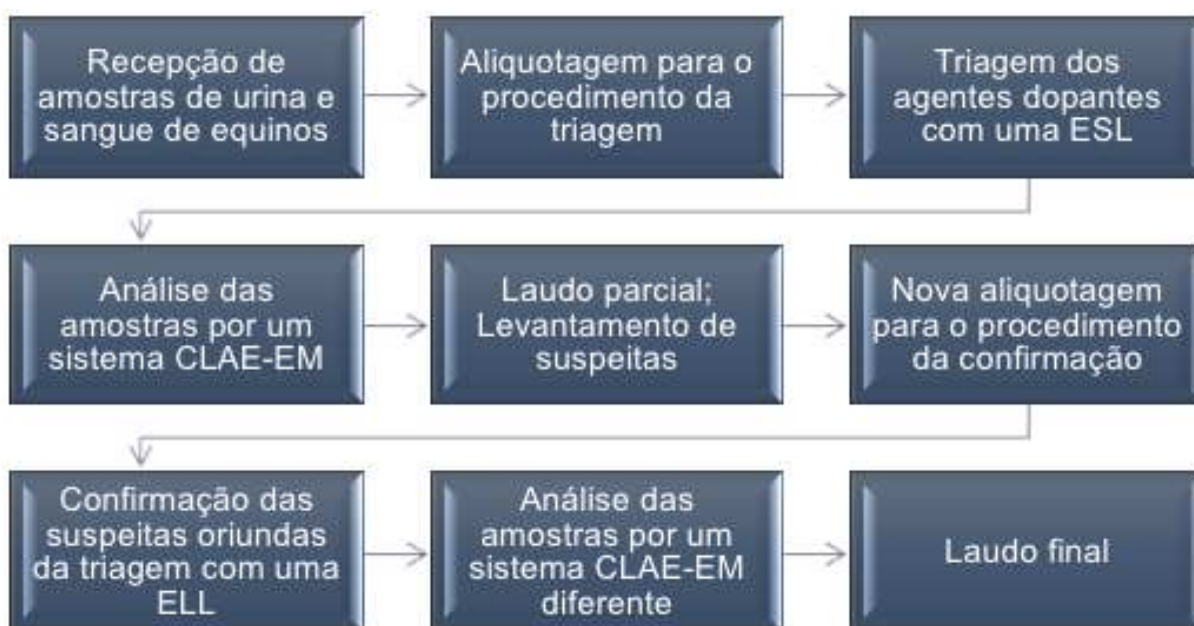 Recepção de
amostras de urina e
sangue de equinos
Aliquotagem para o
procedimento da
triagem
Triagem dos
agentes dopantes
com uma ESL
Análise das
amostras por um
sistema CLAE-EM
Laudo parcial;
Levantamento de
suspeitas
Nova aliquotagem
para o procedimento
da confirmação
Confirmação das
suspeitas oriundas
da triagem com uma
ELL
Análise das
amostras por um
sistema CLAE-EM
diferente
Laudo final